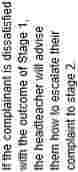 If the complainant is dissatisfied
with the outcome of Stage 1,
the headteacher will advise
them how to escalate their
complaint to stage 2.